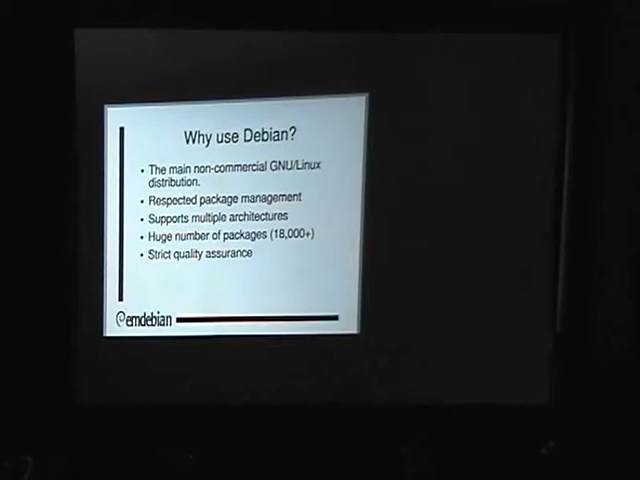 Why use Debian?
• The main non-commercial GNU/Linux
distribution.
• Respected package management
• Supports multiple architectures
• Huge number of packages (18,000+)
• Strict quality assurance
emdebian